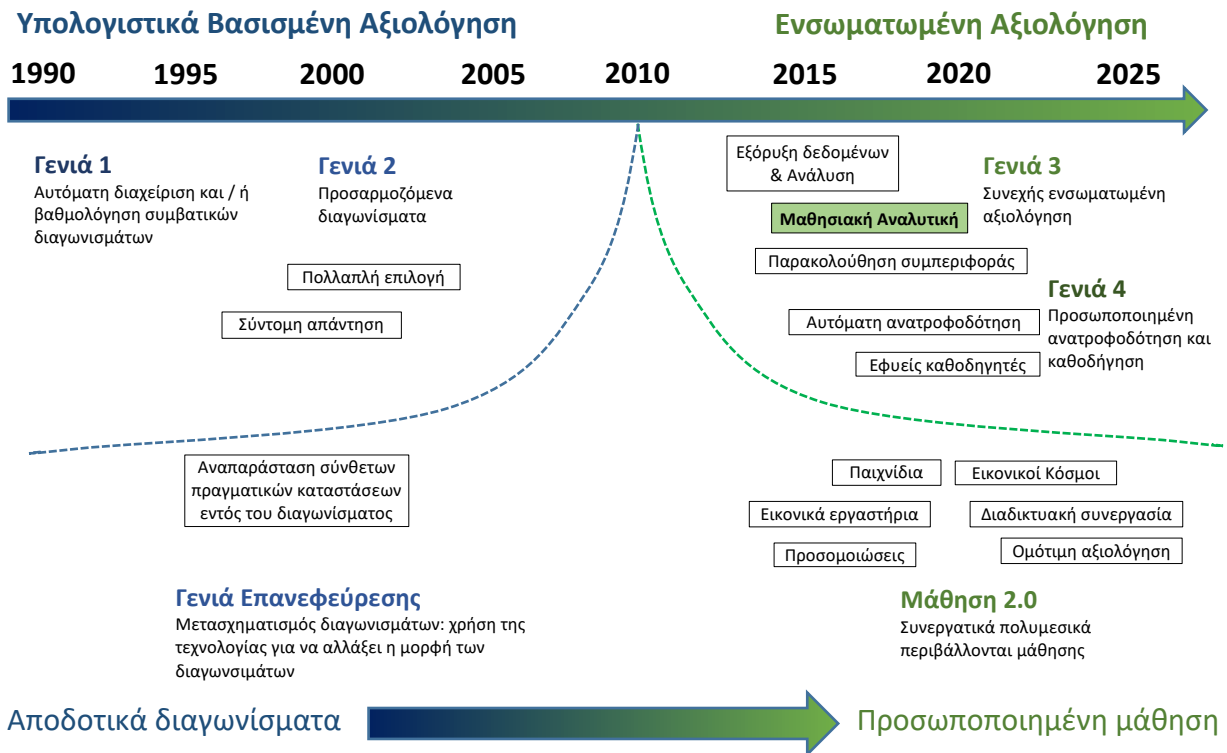 Υπολογιστικά Βασισμένη Αξιολόγηση
Ενσωματωμένη Αξιολόγηση
1990 1995 2000 2005 2010 2015 2020 2025
Γενιά 1
Αυτόματη διαχείριση και / ή
βαθμολόγηση συμβατικών
διαγωνισμάτων
Γενιά 2
Προσαρμοζόμενα
διαγωνίσματα
Πολλαπλή επιλογή
Σύντομη απάντηση
Εξόρυξη δεδομένων
& Ανάλυση
Μαθησιακή Αναλυτική
Παρακολούθηση συμπεριφοράς
Γενιά 3
Συνεχής ενσωματωμένη
αξιολόγηση
Αυτόματη ανατροφοδότηση
Εφυείς καθοδηγητές
Γενιά 4
Προσωποποιημένη
ανατροφοδότηση και
καθοδήγηση
Αναπαράσταση σύνθετων
πραγματικών καταστάσεων
εντός του διαγωνίσματος
Παιχνίδια
Εικονικοί Κόσμοι
Εικονικά εργαστήρια
Διαδικτυακή συνεργασία
Προσομοιώσεις
Ομότιμη αξιολόγηση
Γενιά Επανεφεύρεσης
Μετασχηματισμός διαγωνισμάτων: χρήση της
τεχνολογίας για να αλλάξει η μορφή των
διαγωνσιμάτων
Μάθηση 2.0
Συνεργατικά πολυμεσικά
περιβάλλονται μάθησης
Αποδοτικά διαγωνίσματα
Προσωποποιημένη μάθηση